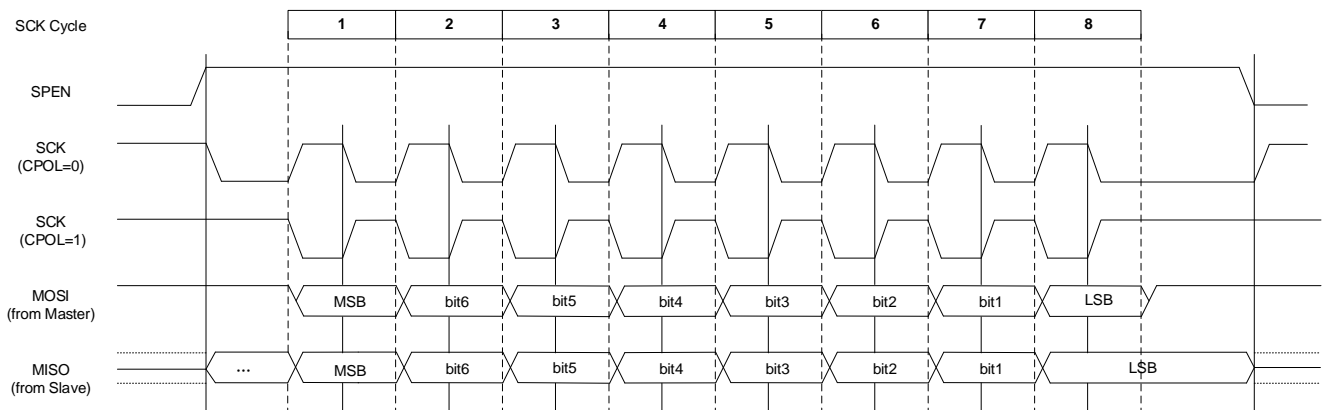 SCK Cycle 1 2 3 4 5 6 7 8
SPEN
SCK
(CPOL=0)
SCK
(CPOL=1)
MOSI
(from Master)
MSB bit6 bit5 bit4 bit3 bit2 bit1 LSB
MISO
(from Slave)
... MSB bit6 bit5 bit4 bit3 bit2 bit1 LSB